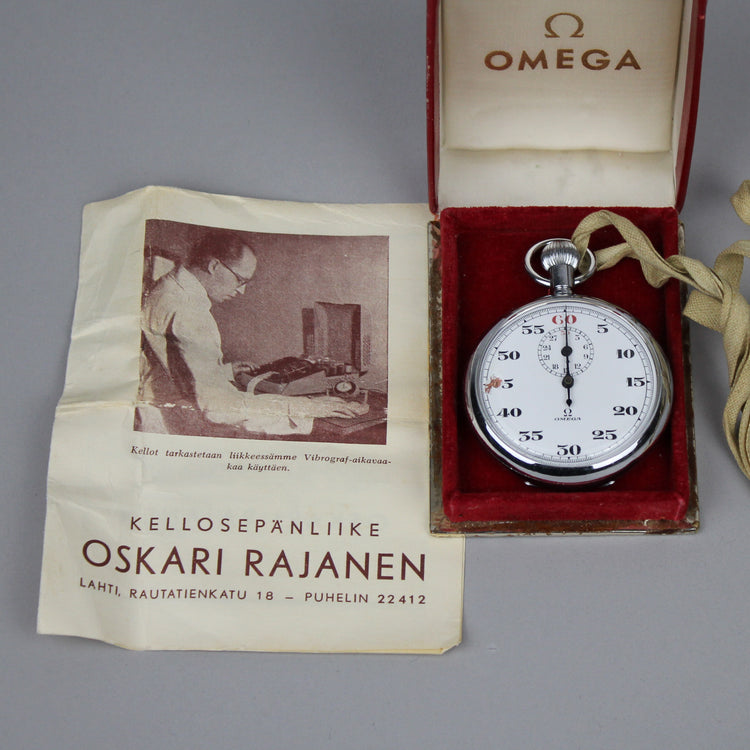 Ω
OMEGA
60
5
10
15
20
25
30
35
40
50
55
Ω
OMEGA
Kellot tarkastetaan liikkeessämme Vibrograf-aikavaa-
kaa käyttäen.
KELLOSEPÄNLIIKE
OSKARI RAJANEN
LAHTI, RAUTATIENKATU 18 – PUHELIN 22412